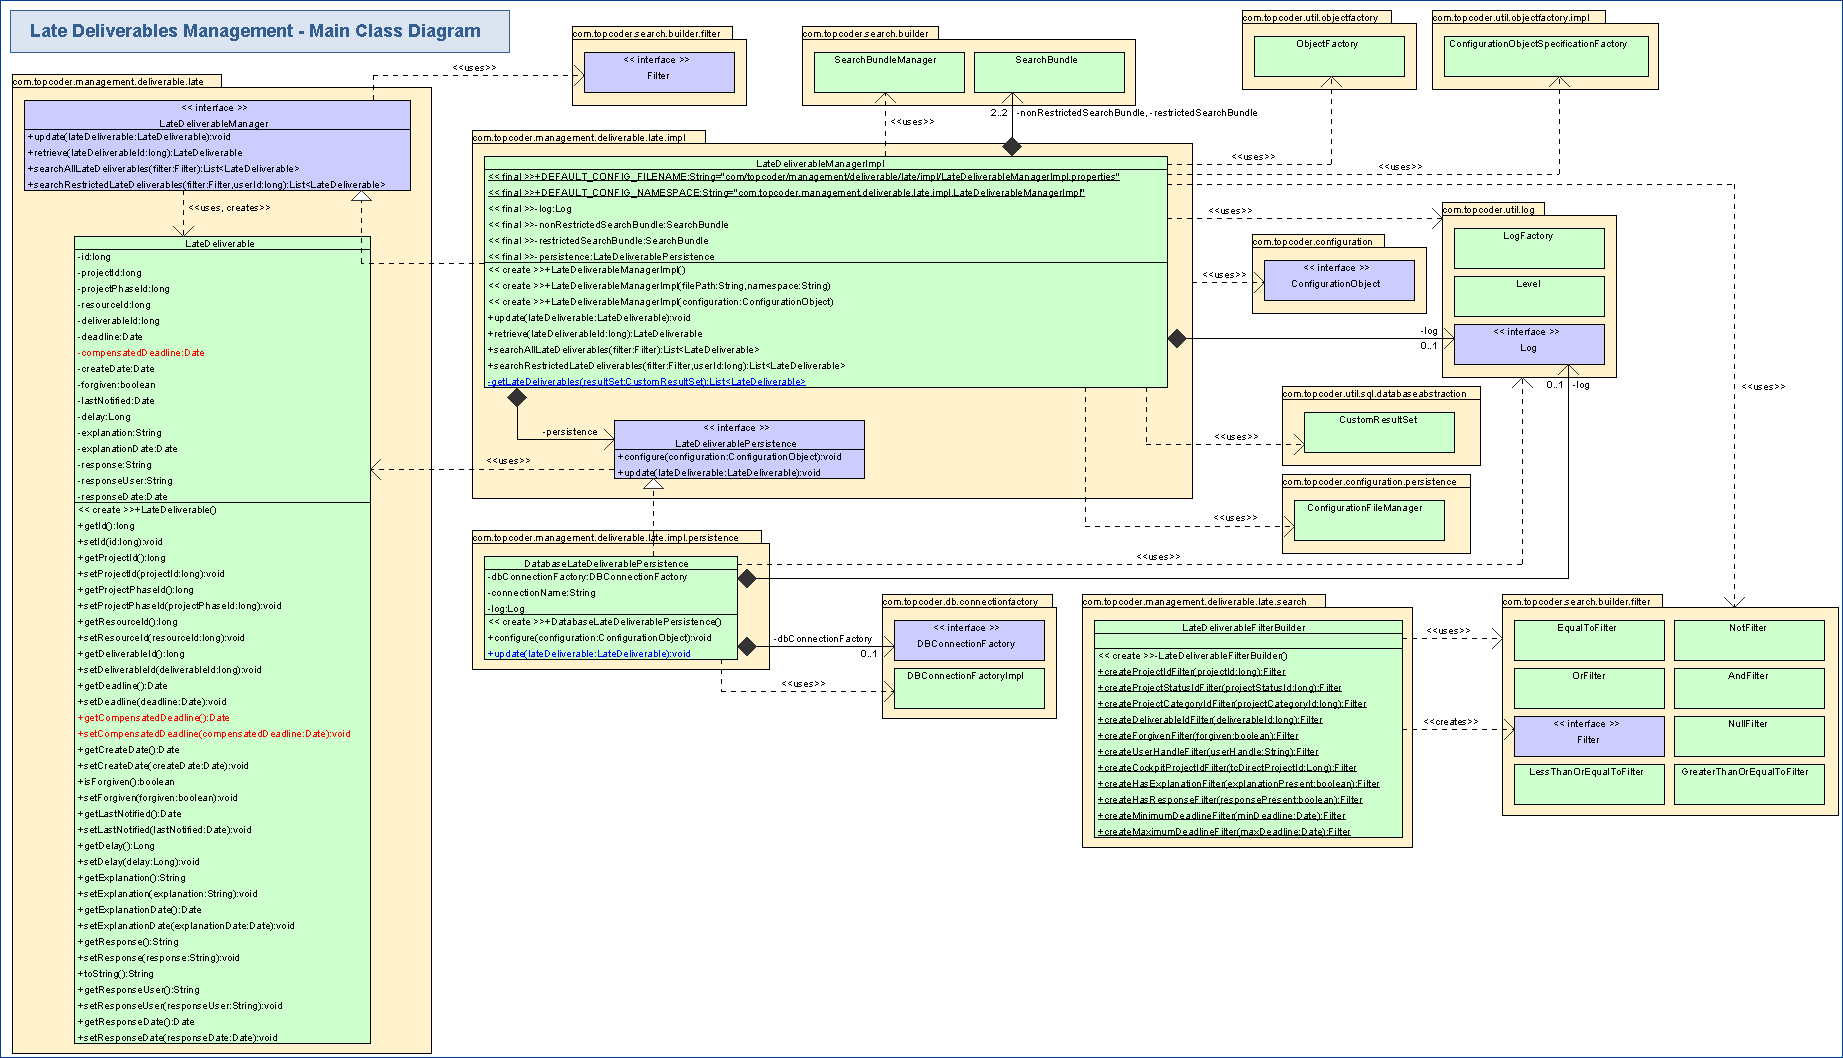 Late Deliverables Management - Main Class Diagram
com.topcoder.management.deliverable.late
<< interface >>
LateDeliverableManager
+update(lateDeliverable:LateDeliverable):void
+retrieve(lateDeliverableId:long):LateDeliverable
+searchAllLateDeliverables(filter:Filter):List<LateDeliverable>
+searchRestrictedLateDeliverables(filter:Filter,userId:long):List<LateDeliverable>
<<uses, creates>>
LateDeliverable
-id:long
-projectId:long
-projectPhaseId:long
-resourceId:long
-deliverableId:long
-deadline:Date
-compensatedDeadline:Date
-createDate:Date
-forgiven:boolean
-lastNotified:Date
-delay:Long
-explanation:String
-explanationDate:Date
-response:String
-responseUser:String
-responseDate:Date
<< create >>+LateDeliverable()
+getId():long
+setId(id:long):void
+getProjectId():long
+setProjectId(projectId:long):void
+getProjectPhaseId():long
+setProjectPhaseId(projectPhaseId:long):void
+getResourceId():long
+setResourceId(resourceId:long):void
+getDeliverableId():long
+setDeliverableId(deliverableId:long):void
+getDeadline():Date
+setDeadline(deadline:Date):void
+getCompensatedDeadline():Date
+setCompensatedDeadline(compensatedDeadline:Date):void
+getCreateDate():Date
+setCreateDate(createDate:Date):void
+isForgiven():boolean
+setForgiven(forgiven:boolean):void
+getLastNotified():Date
+setLastNotified(lastNotified:Date):void
+getDelay():Long
+setDelay(delay:Long):void
+getExplanation():String
+setExplanation(explanation:String):void
+getExplanationDate():Date
+setExplanationDate(explanationDate:Date):void
+getResponse():String
+setResponse(response:String):void
+toString():String
+getResponseUser():String
+setResponseUser(responseUser:String):void
+getResponseDate():Date
+setResponseDate(responseDate:Date):void
<<uses>>
com.topcoder.search.builder.filter
<< interface >>
Filter
com.topcoder.search.builder
SearchBundleManager
SearchBundle
<<uses>>
2..2
-nonRestrictedSearchBundle, -restrictedSearchBundle
com.topcoder.util.objectfactory
ObjectFactory
com.topcoder.util.objectfactory.impl
ConfigurationObjectSpecificationFactory
<<uses>>
<<uses>>
com.topcoder.management.deliverable.late.impl
LateDeliverableManagerImpl
<< final >>+DEFAULT_CONFIG_FILENAME:String="com/topcoder/management/deliverable/late/impl/LateDeliverableManagerImpl.properties"
<< final >>+DEFAULT_CONFIG_NAMESPACE:String="com.topcoder.management.deliverable.late.impl.LateDeliverableManagerImpl"
<< final >>-log:Log
<< final >>-nonRestrictedSearchBundle:SearchBundle
<< final >>-restrictedSearchBundle:SearchBundle
<< final >>-persistence:LateDeliverablePersistence
<< create >>+LateDeliverableManagerImpl()
<< create >>+LateDeliverableManagerImpl(filePath:String,namespace:String)
<< create >>+LateDeliverableManagerImpl(configuration:ConfigurationObject)
+update(lateDeliverable:LateDeliverable):void
+retrieve(lateDeliverableId:long):LateDeliverable
+searchAllLateDeliverables(filter:Filter):List<LateDeliverable>
+searchRestrictedLateDeliverables(filter:Filter,userId:long):List<LateDeliverable>
-getLateDeliverables(resultSet:CustomResultSet):List<LateDeliverable>
-persistence
<< interface >>
LateDeliverablePersistence
+configure(configuration:ConfigurationObject):void
+update(lateDeliverable:LateDeliverable):void
<<uses>>
<<uses>>
com.topcoder.util.log
LogFactory
Level
<< interface >>
Log
com.topcoder.configuration
<< interface >>
ConfigurationObject
<<uses>>
-log
0..1
0..1
-log
<<uses>>
com.topcoder.util.sql.databaseabstraction
CustomResultSet
<<uses>>
com.topcoder.configuration.persistence
ConfigurationFileManager
<<uses>>
<<uses>>
com.topcoder.management.deliverable.late.impl.persistence
DatabaseLateDeliverablePersistence
-dbConnectionFactory:DBConnectionFactory
-connectionName:String
-log:Log
<< create >>+DatabaseLateDeliverablePersistence()
+configure(configuration:ConfigurationObject):void
+update(lateDeliverable:LateDeliverable):void
-dbConnectionFactory
0..1
<<uses>>
com.topcoder.db.connectionfactory
<< interface >>
DBConnectionFactory
DBConnectionFactoryImpl
com.topcoder.management.deliverable.late.search
LateDeliverableFilterBuilder
<< create >>-LateDeliverableFilterBuilder()
+createProjectIdFilter(projectId:long):Filter
+createProjectStatusIdFilter(projectStatusId:long):Filter
+createProjectCategoryIdFilter(projectCategoryId:long):Filter
+createDeliverableIdFilter(deliverableId:long):Filter
+createForgivenFilter(forgiven:boolean):Filter
+createUserHandleFilter(userHandle:String):Filter
+createCockpitProjectIdFilter(tcDirectProjectId:Long):Filter
+createHasExplanationFilter(explanationPresent:boolean):Filter
+createHasResponseFilter(responsePresent:boolean):Filter
+createMinimumDeadlineFilter(minDeadline:Date):Filter
+createMaximumDeadlineFilter(maxDeadline:Date):Filter
<<uses>>
<<creates>>
com.topcoder.search.builder.filter
EqualToFilter
NotFilter
OrFilter
AndFilter
<< interface >>
Filter
NullFilter
LessThanOrEqualToFilter
GreaterThanOrEqualToFilter